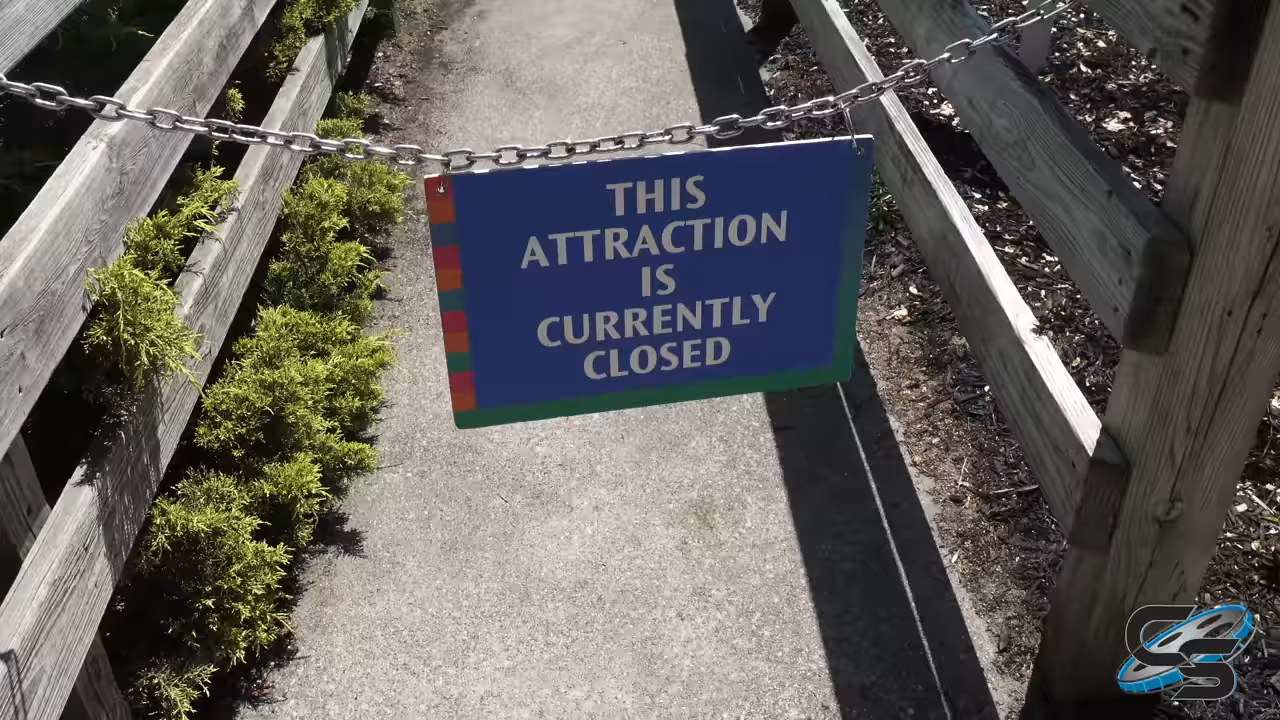 THIS
ATTRACTION
IS
CURRENTLY
CLOSED